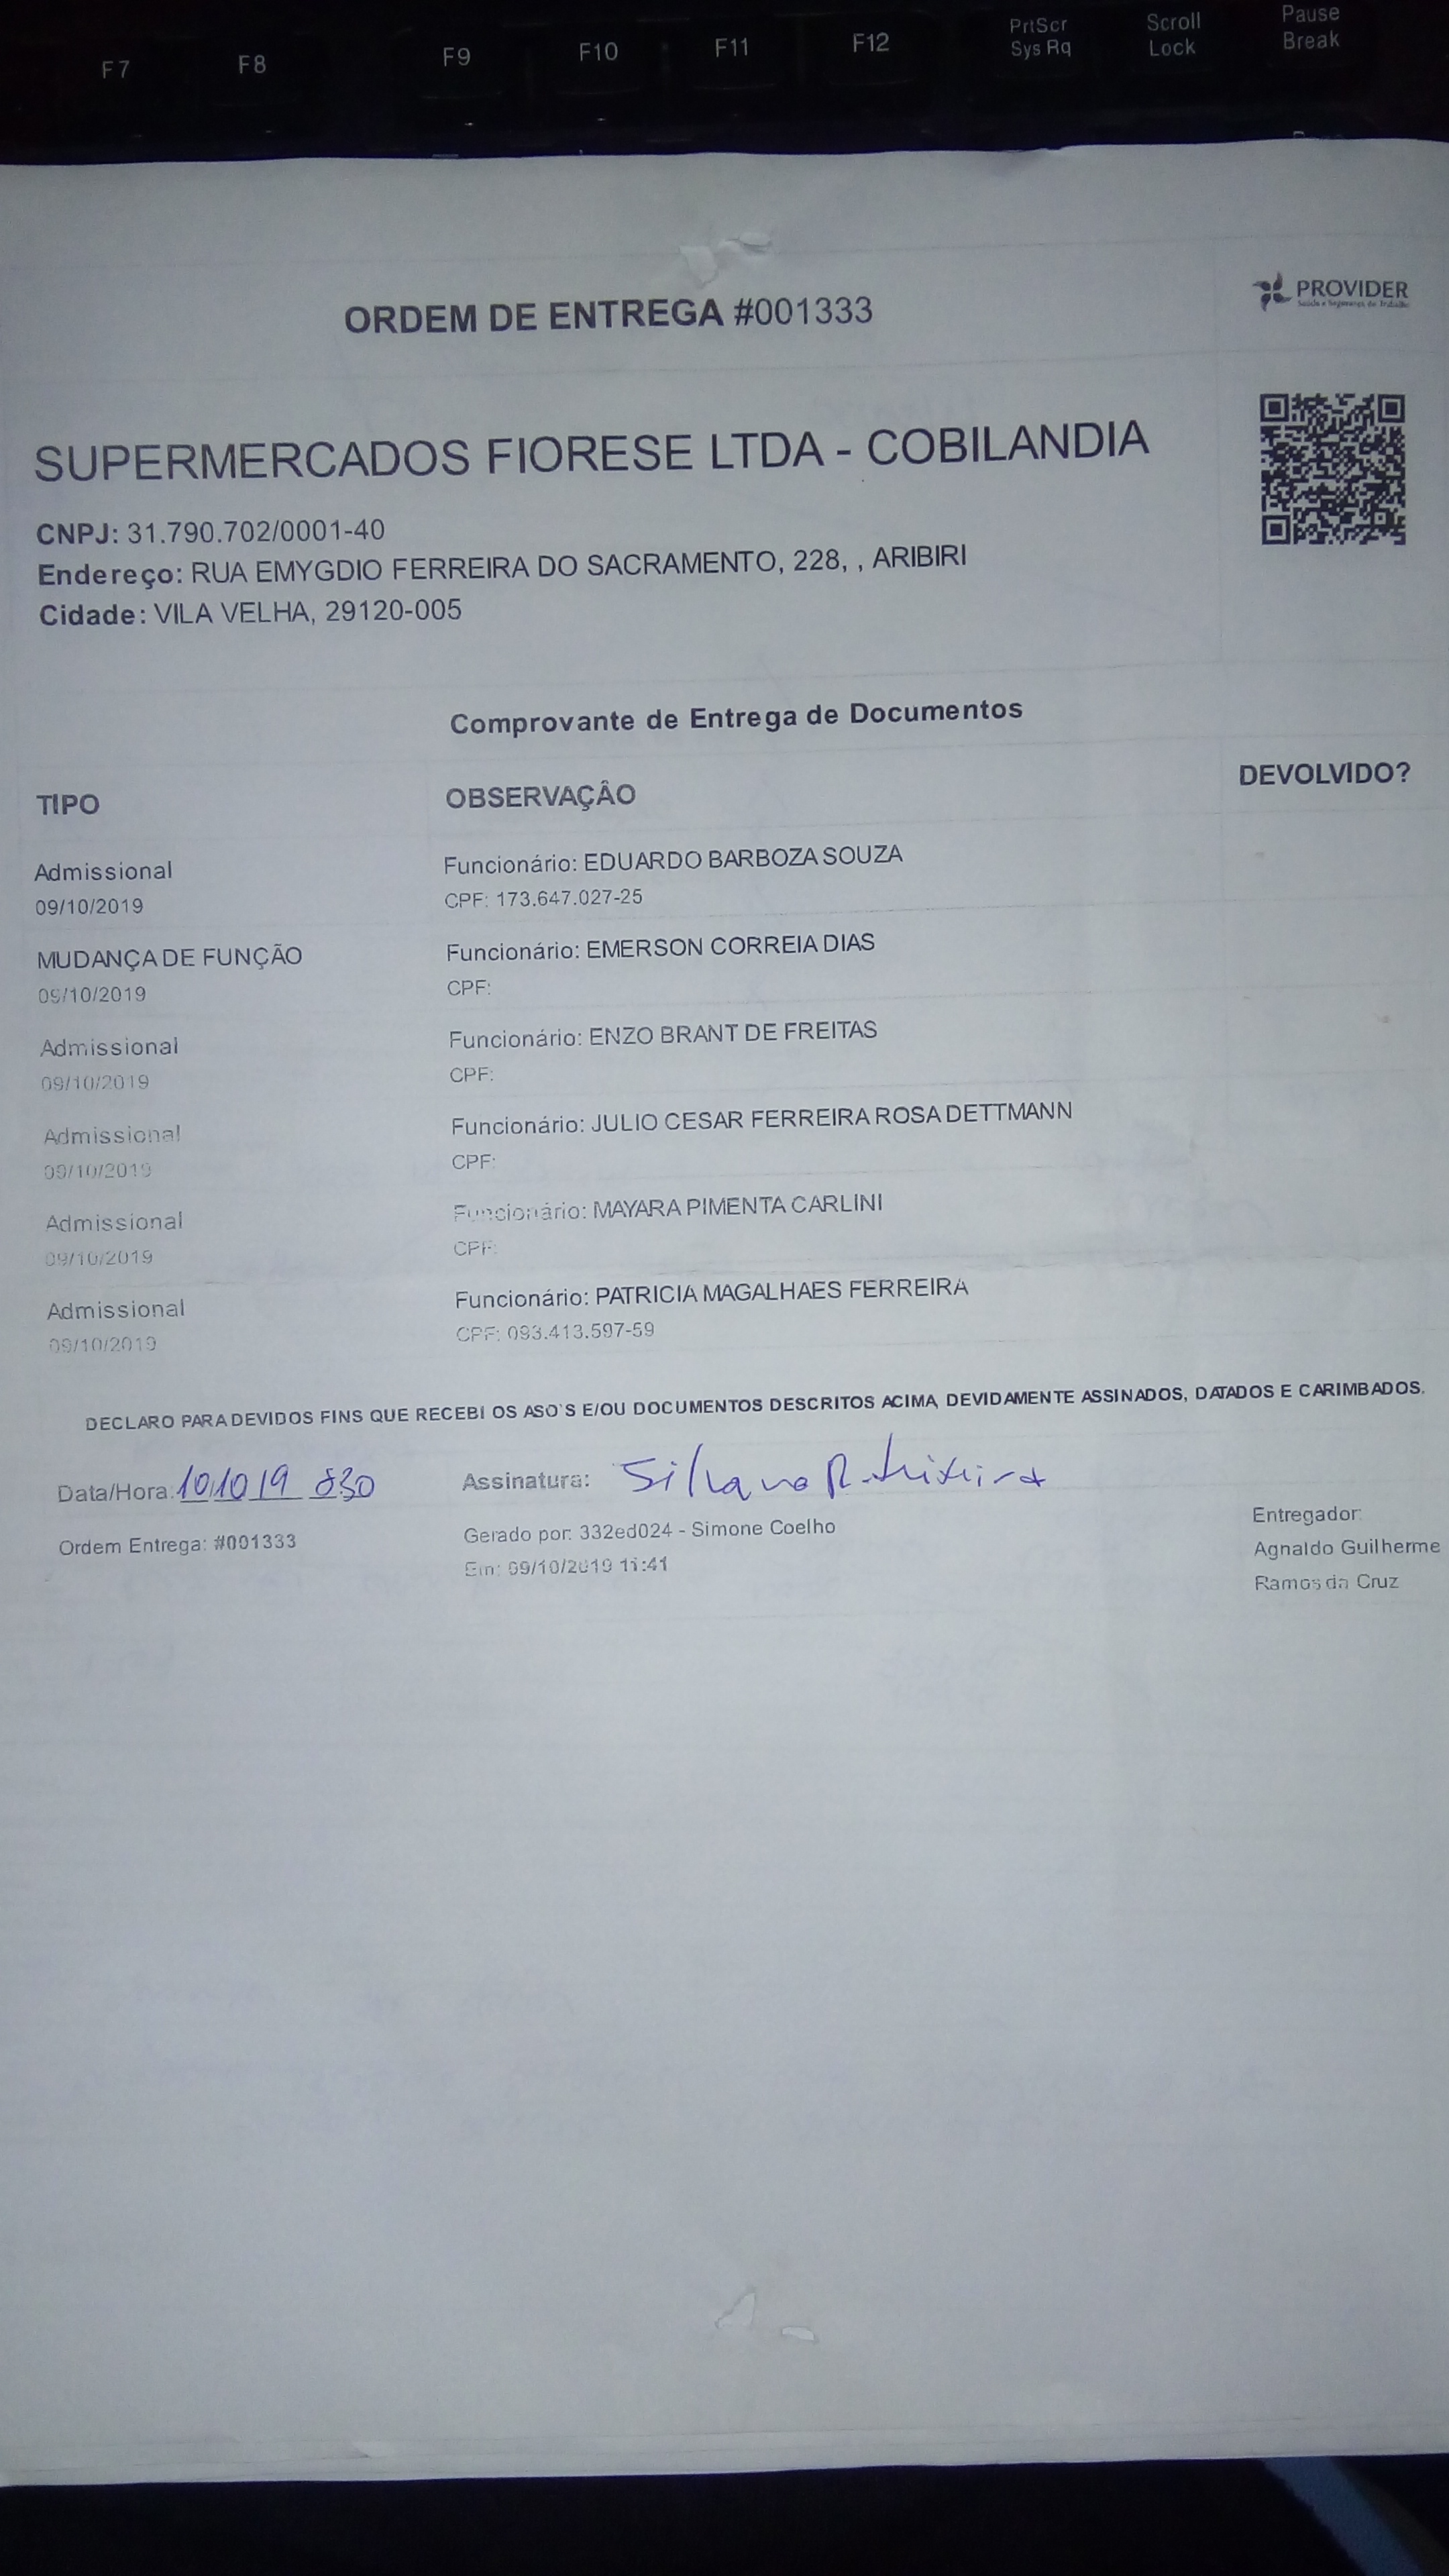 F7 F8 F9 F10 F11 F12 PrtScr Scroll Pause
Sys Rq Lock Break
PROVIDER
Saúde e Segurança do Trabalho
ORDEM DE ENTREGA #001333
SUPERMERCADOS FIORESE LTDA - COBILANDIA
CNPJ: 31.790.702/0001-40
Endereço: RUA EMYGDIO FERREIRA DO SACRAMENTO, 228, , ARIBIRI
Cidade: VILA VELHA, 29120-005
Comprovante de Entrega de Documentos
TIPO OBSERVAÇÃO DEVOLVIDO?
Admissional Funcionário: EDUARDO BARBOZA SOUZA
09/10/2019 CPF: 173.647.027-25
MUDANÇA DE FUNÇÃO Funcionário: EMERSON CORREIA DIAS
09/10/2019 CPF:
Admissional Funcionário: ENZO BRANT DE FREITAS
09/10/2019 CPF:
Admissional Funcionário: JULIO CESAR FERREIRA ROSA DETTMANN
09/10/2019 CPF:
Admissional Funcionário: MAYARA PIMENTA CARLINI
09/10/2019 CPF:
Admissional Funcionário: PATRICIA MAGALHAES FERREIRA
09/10/2019 CPF: 093.413.597-59
DECLARO PARA DEVIDOS FINS QUE RECEBI OS ASO'S E/OU DOCUMENTOS DESCRITOS ACIMA, DEVIDAMENTE ASSINADOS, DATADOS E CARIMBADOS.
Data/Hora: 10/10/19 830 Assinatura: Silvana R. Teixeira
Ordem Entrega: #001333 Gerado por: 332ed024 - Simone Coelho Entregador:
Em: 09/10/2019 11:41 Agnaldo Guilherme
Ramos da Cruz